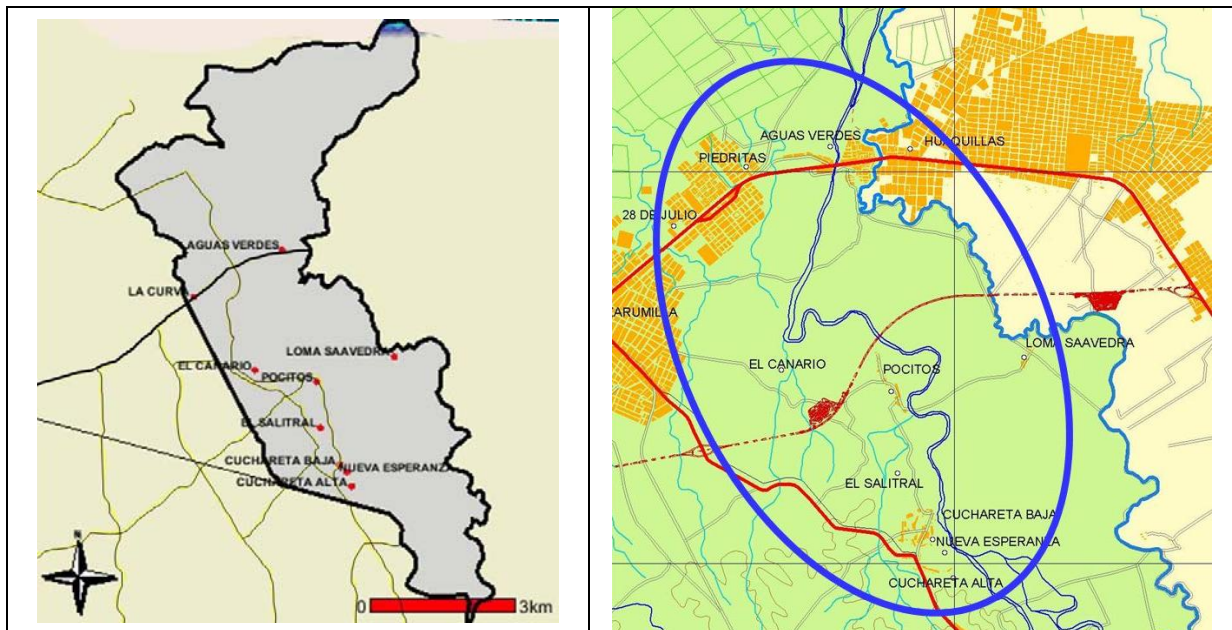 AGUAS VERDES
LA CURVA
LOMA SAAVEDRA
EL CANARIO
POCITOS
EL SALITRAL
CUCHARETA BAJA
NUEVA ESPERANZA
CUCHARETA ALTA
N
0 3km
AGUAS VERDES
HUAQUILLAS
PIEDRITAS
28 DE JULIO
ZARUMILLA
LOMA SAAVEDRA
EL CANARIO
POCITOS
EL SALITRAL
CUCHARETA BAJA
NUEVA ESPERANZA
CUCHARETA ALTA